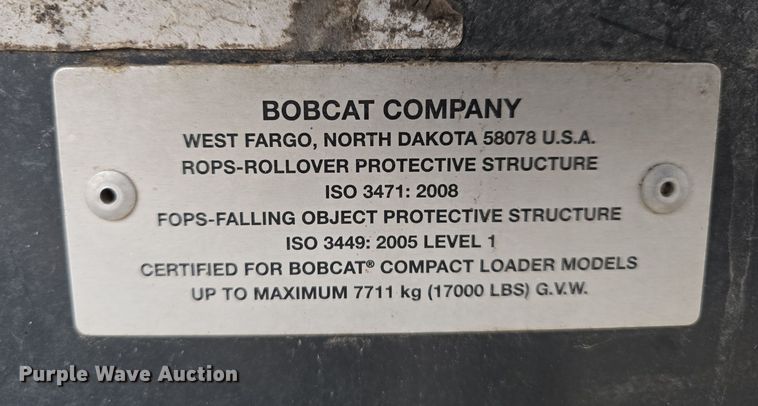 BOBCAT COMPANY
WEST FARGO, NORTH DAKOTA 58078 U.S.A.
ROPS-ROLLOVER PROTECTIVE STRUCTURE
ISO 3471: 2008
FOPS-FALLING OBJECT PROTECTIVE STRUCTURE
ISO 3449: 2005 LEVEL 1
CERTIFIED FOR BOBCAT® COMPACT LOADER MODELS
UP TO MAXIMUM 7711 kg (17000 LBS) G.V.W.
Purple Wave Auction